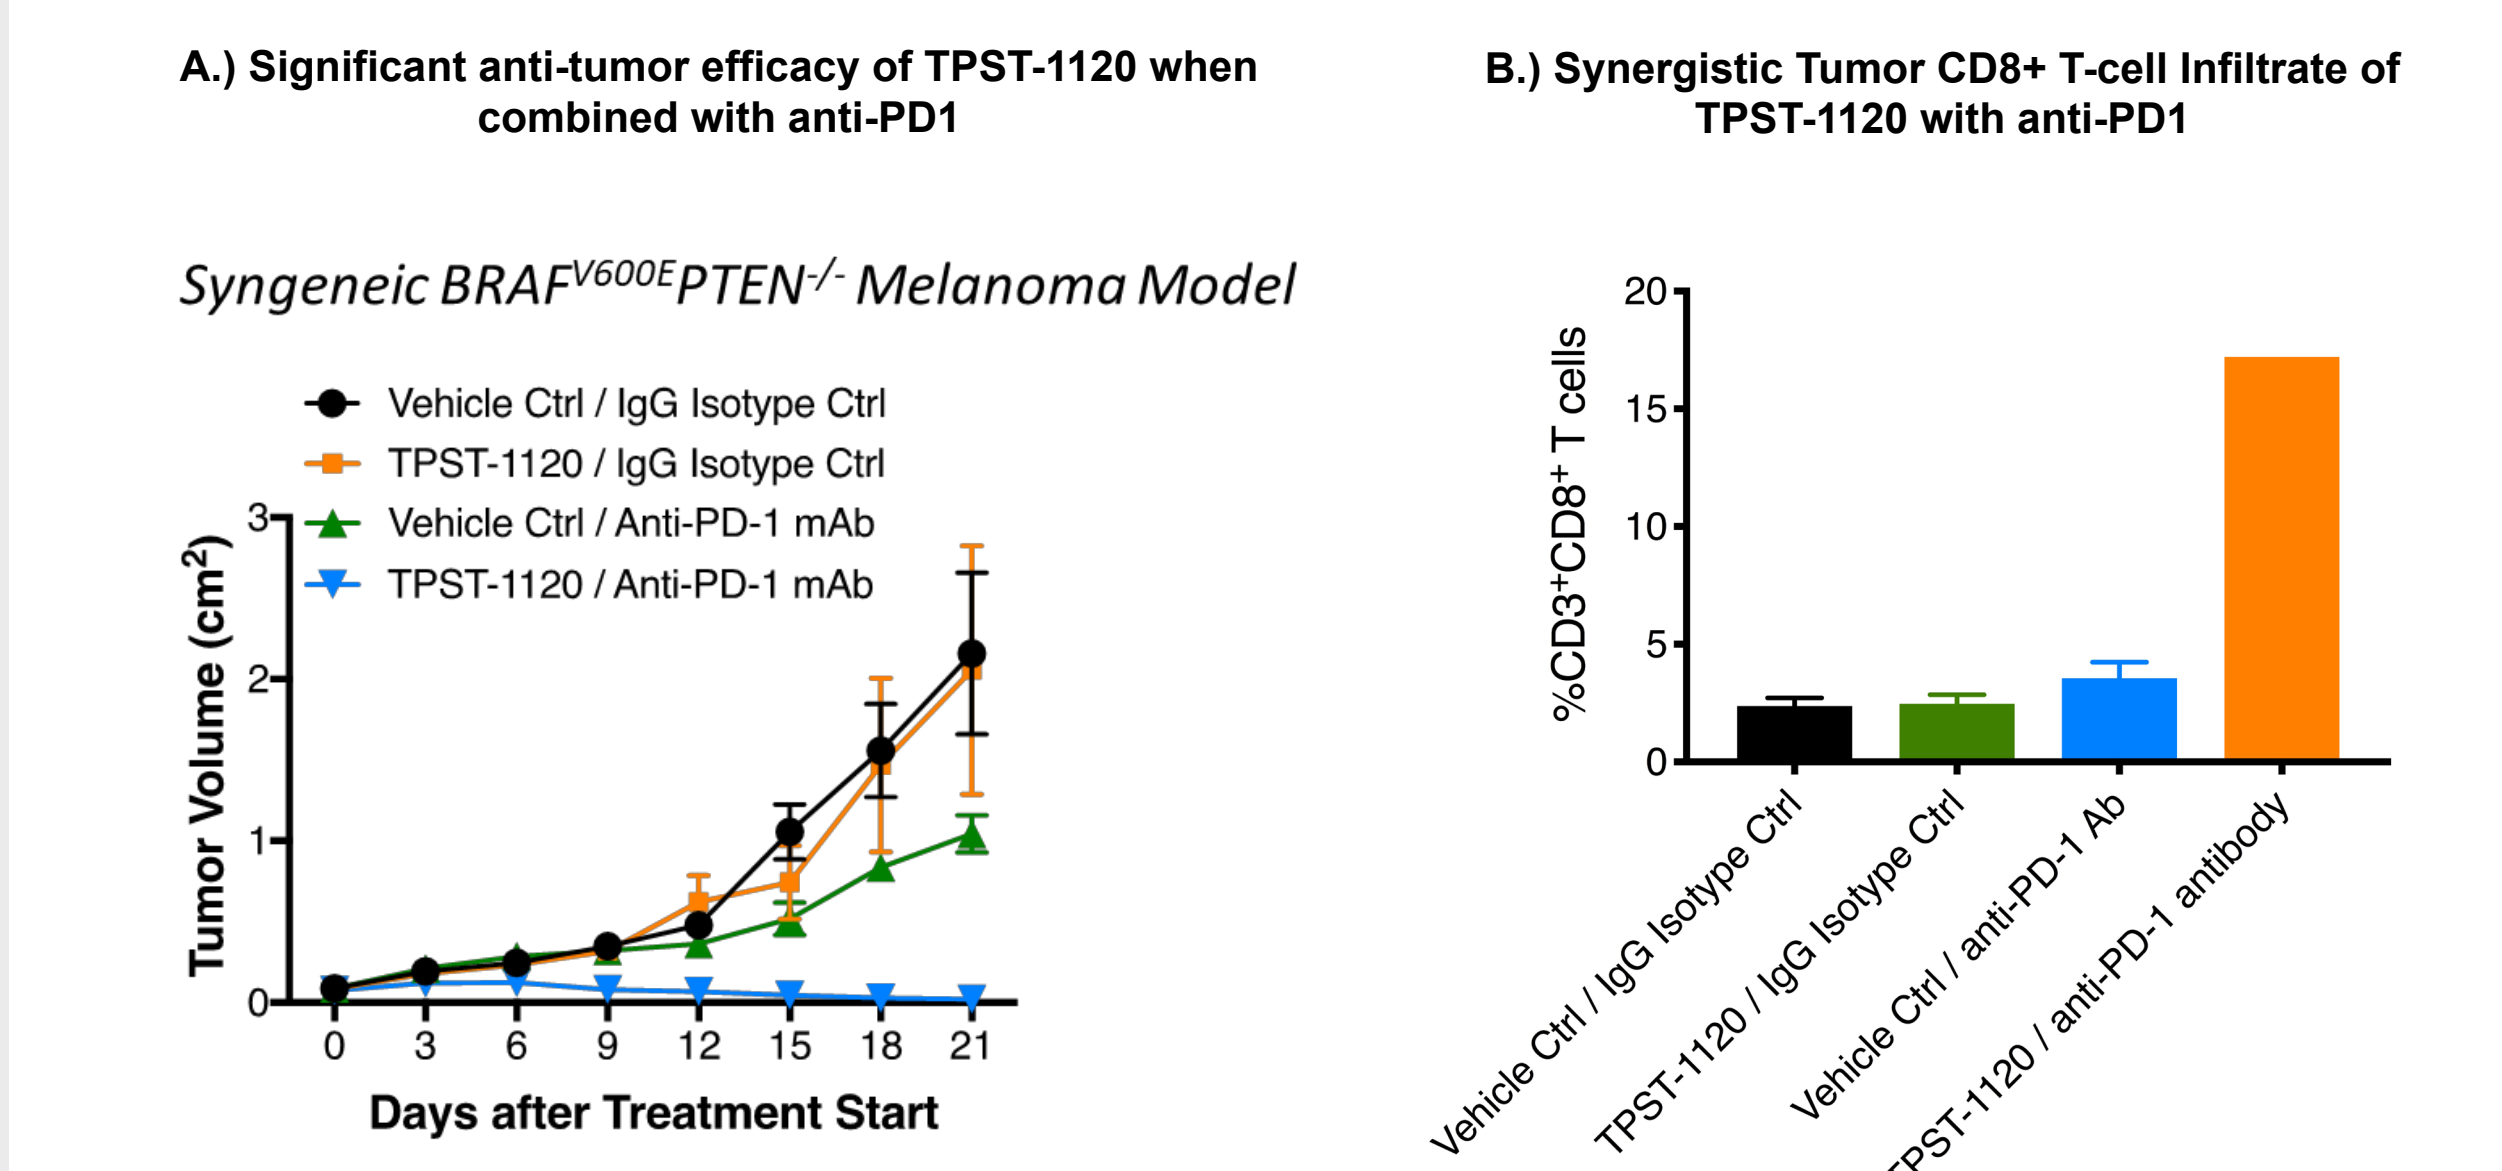 A.) Significant anti-tumor efficacy of TPST-1120 when
combined with anti-PD1
Syngeneic BRAF^V600E PTEN^-/- Melanoma Model
Vehicle Ctrl / IgG Isotype Ctrl
TPST-1120 / IgG Isotype Ctrl
Vehicle Ctrl / Anti-PD-1 mAb
TPST-1120 / Anti-PD-1 mAb
Tumor Volume (cm²)
3
2
1
0
0 3 6 9 12 15 18 21
Days after Treatment Start
B.) Synergistic Tumor CD8+ T-cell Infiltrate of
TPST-1120 with anti-PD1
%CD3⁺CD8⁺ T cells
20
15
10
5
0
Vehicle Ctrl / IgG Isotype Ctrl
TPST-1120 / IgG Isotype Ctrl
Vehicle Ctrl / anti-PD-1 Ab
TPST-1120 / anti-PD-1 antibody